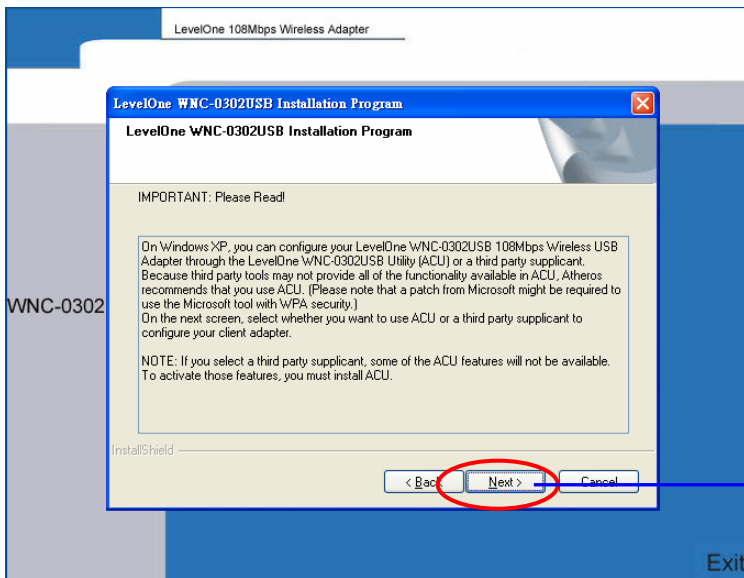 LevelOne 108Mbps Wireless Adapter
LevelOne WNC-0302USB Installation Program
LevelOne WNC-0302USB Installation Program
IMPORTANT: Please Read!
On Windows XP, you can configure your LevelOne WNC-0302USB 108Mbps Wireless USB
Adapter through the LevelOne WNC-0302USB Utility (ACU) or a third party supplicant.
Because third party tools may not provide all of the functionality available in ACU, Atheros
recommends that you use ACU. (Please note that a patch from Microsoft might be required to
use the Microsoft tool with WPA security.)
On the next screen, select whether you want to use ACU or a third party supplicant to
configure your client adapter.
NOTE: If you select a third party supplicant, some of the ACU features will not be available.
To activate those features, you must install ACU.
WNC-0302
InstallShield
< Back
Next >
Cancel
Exit